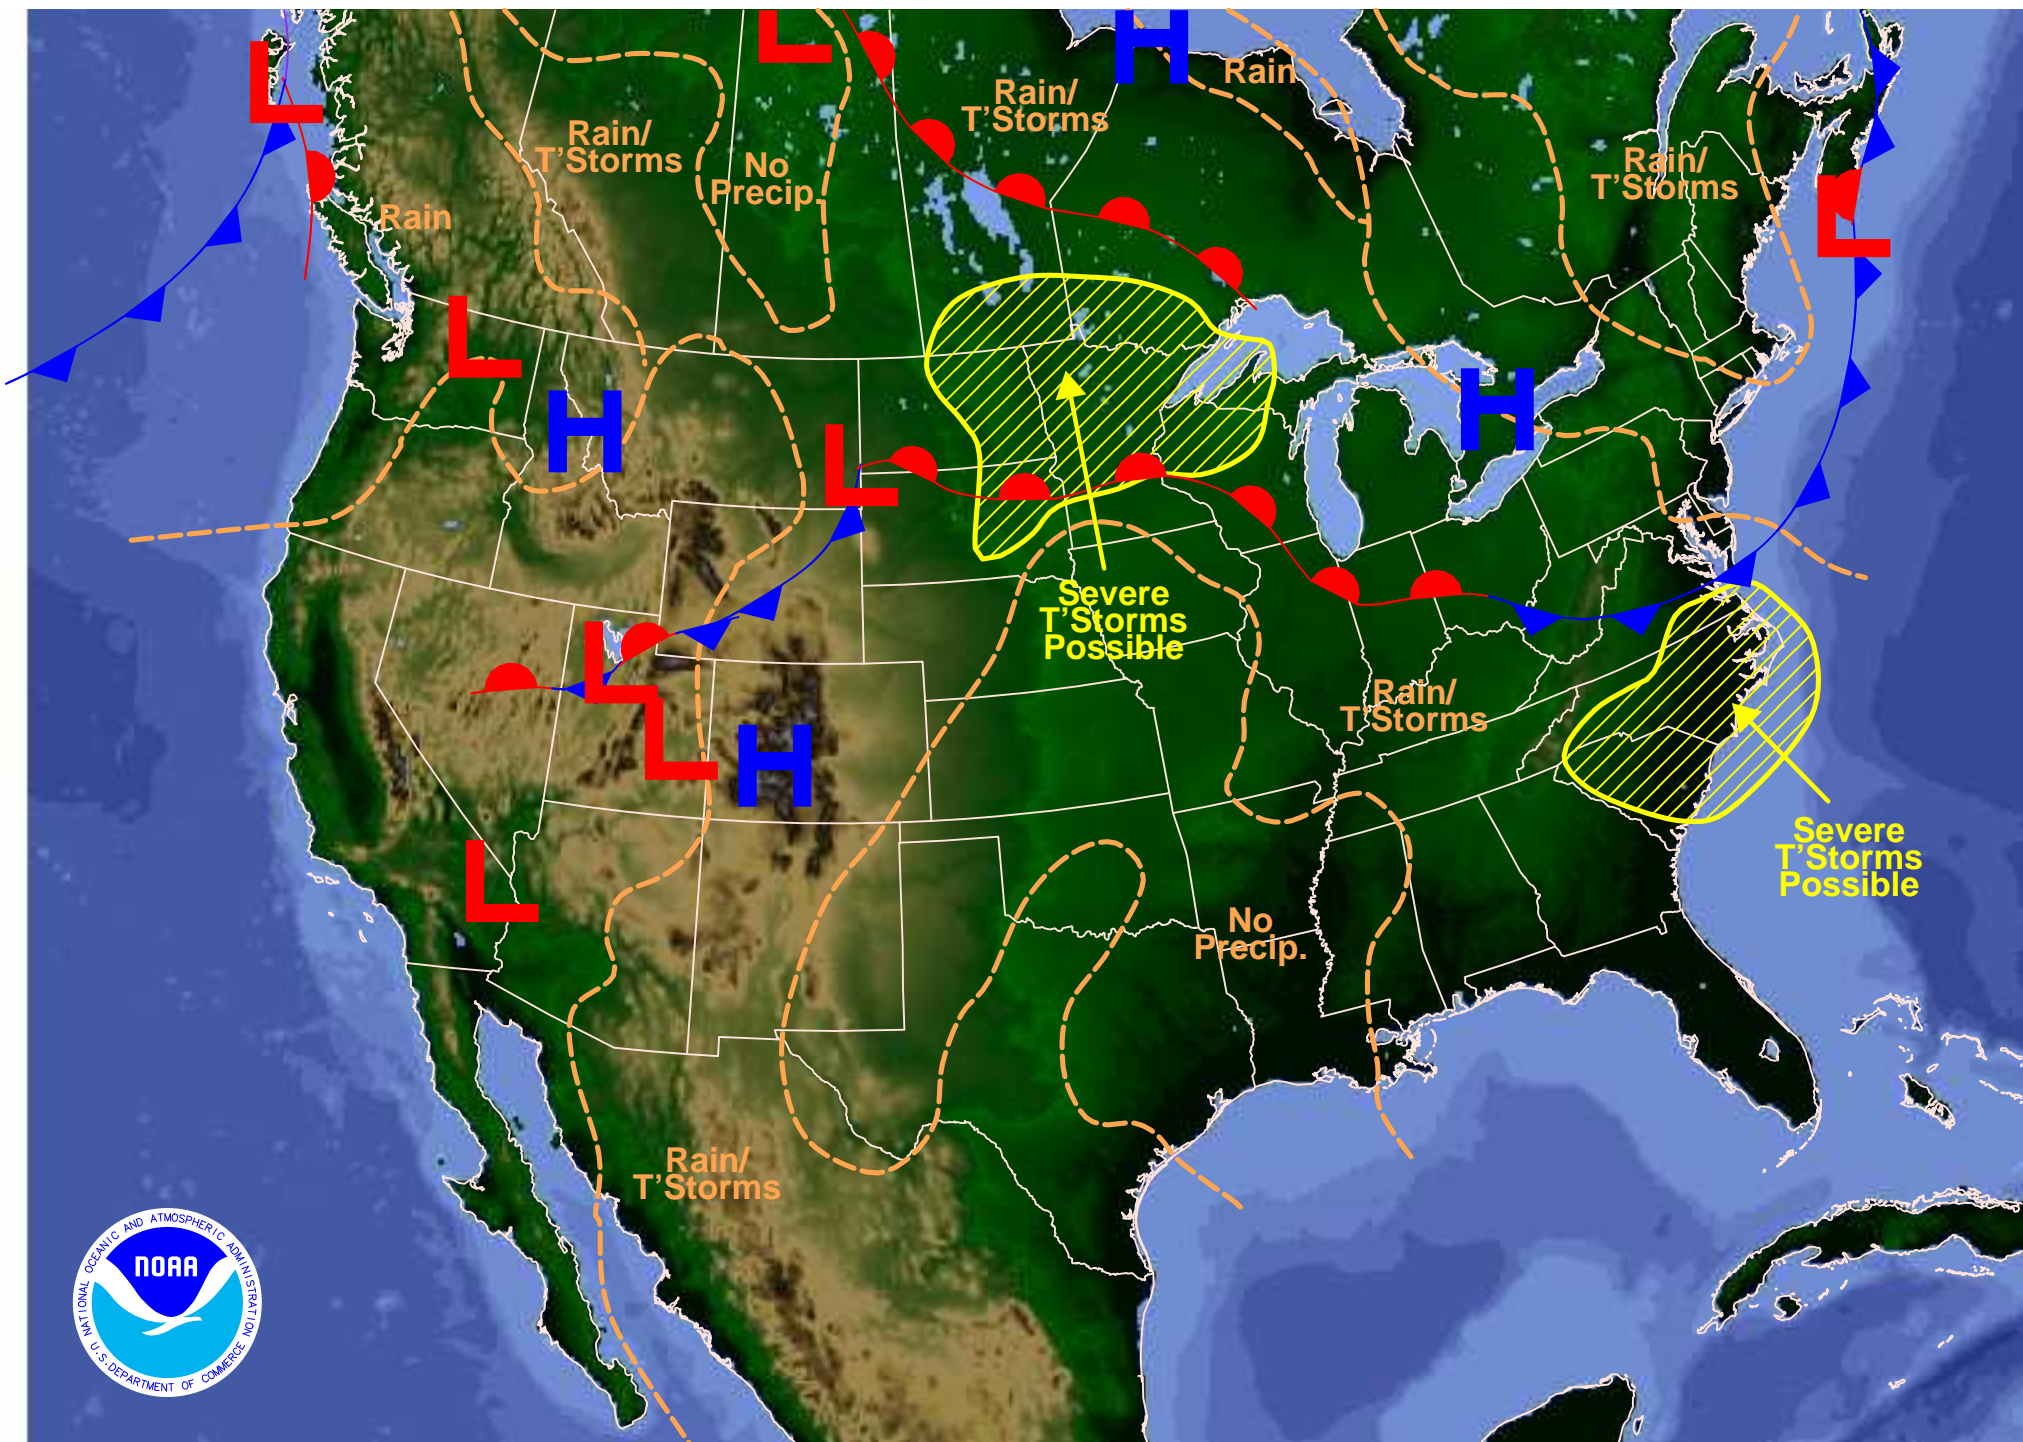 L
H
Rain
Rain/
T'Storms
Rain/
T'Storms
No
Precip.
Rain/
T'Storms
Rain
L
L
L
H
H
L
Severe
T'Storms
Possible
L
L
H
Rain/
T'Storms
Severe
T'Storms
Possible
L
No
Precip.
Rain/
T'Storms
NATIONAL OCEANIC AND ATMOSPHERIC ADMINISTRATION
NOAA
U.S. DEPARTMENT OF COMMERCE